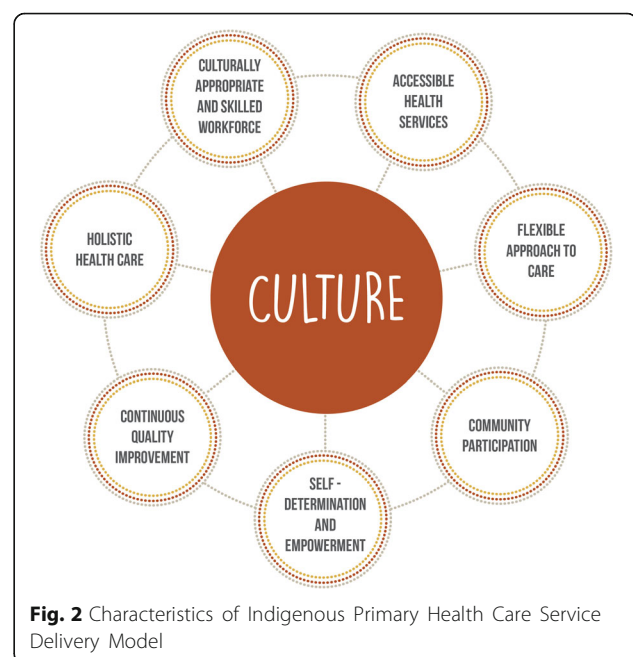 CULTURALLY
APPROPRIATE
AND SKILLED
WORKFORCE
ACCESSIBLE
HEALTH
SERVICES
HOLISTIC
HEALTH CARE
FLEXIBLE
APPROACH TO
CARE
CULTURE
CONTINUOUS
QUALITY
IMPROVEMENT
COMMUNITY
PARTICIPATION
SELF -
DETERMINATION
AND
EMPOWERMENT
Fig. 2 Characteristics of Indigenous Primary Health Care Service
Delivery Model